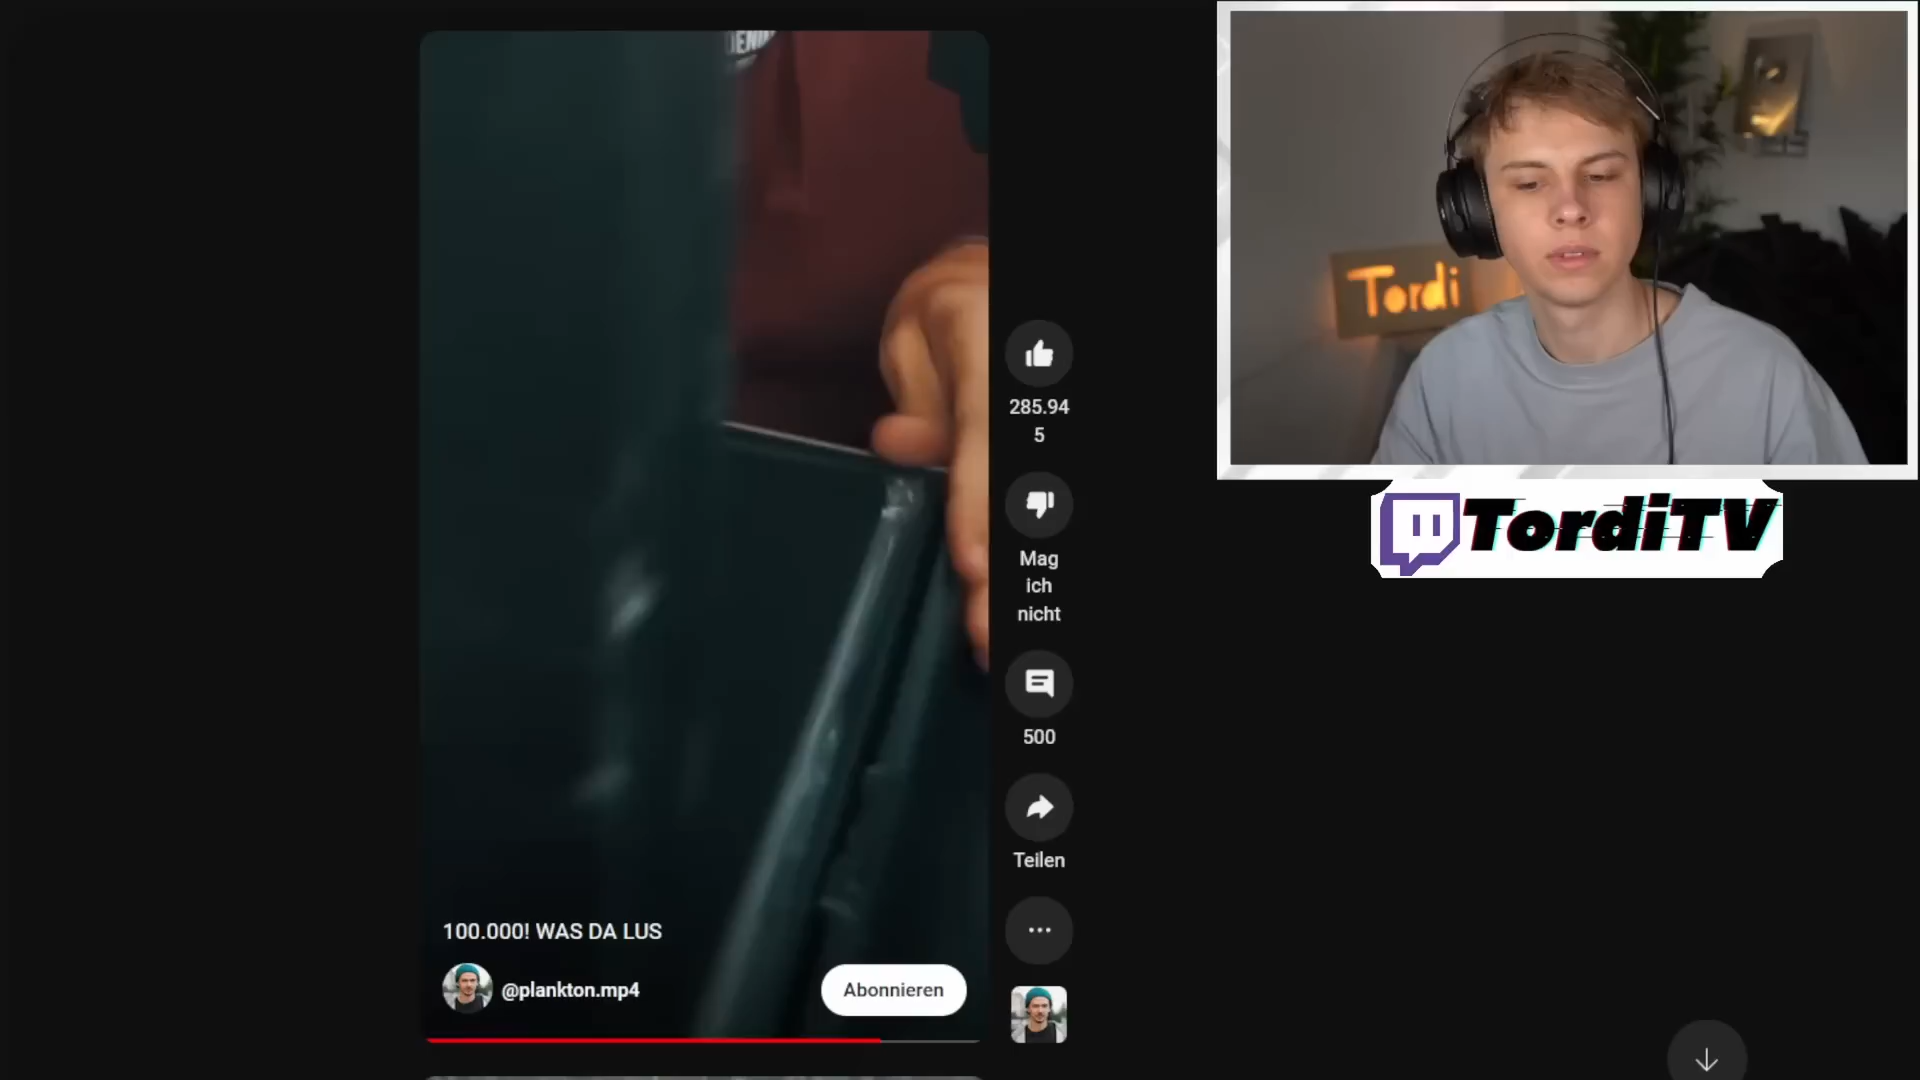 Tordi
TordiTV
285.94
5
Mag
ich
nicht
500
Teilen
100.000! WAS DA LUS
@plankton.mp4
Abonnieren